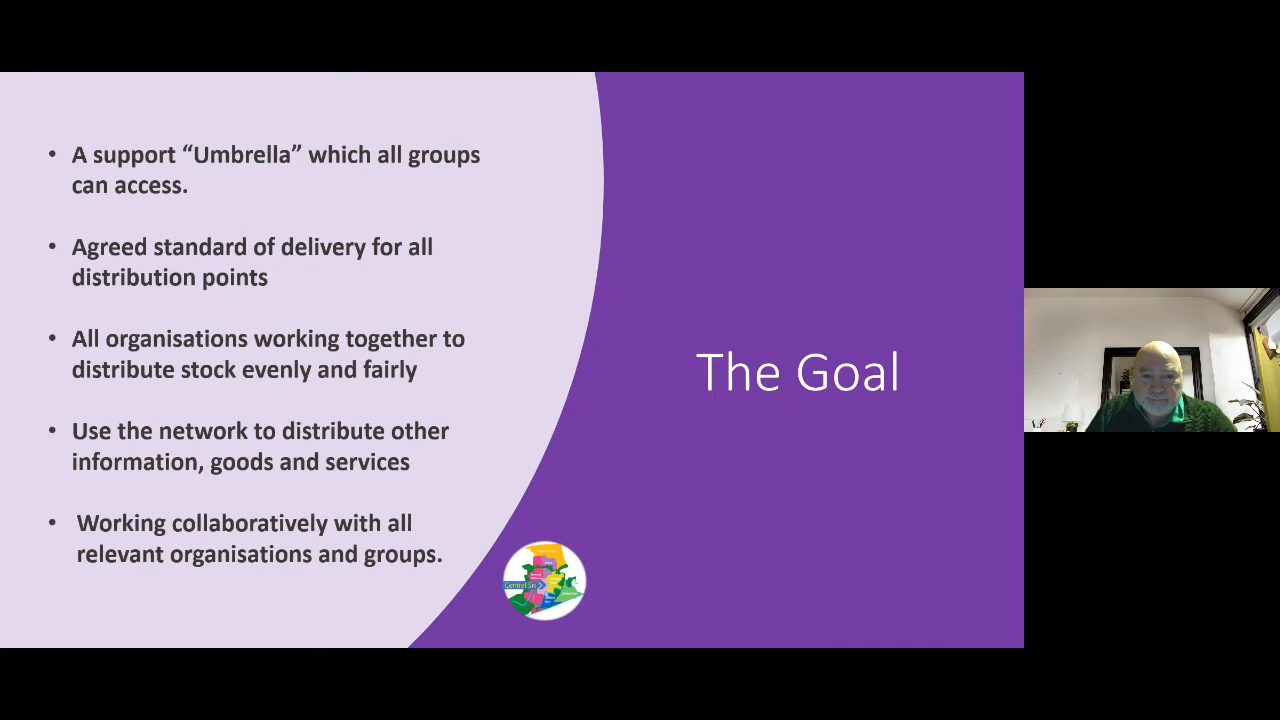 • A support “Umbrella” which all groups
can access.
• Agreed standard of delivery for all
distribution points
• All organisations working together to
distribute stock evenly and fairly
• Use the network to distribute other
information, goods and services
• Working collaboratively with all
relevant organisations and groups.
The Goal
Central Six